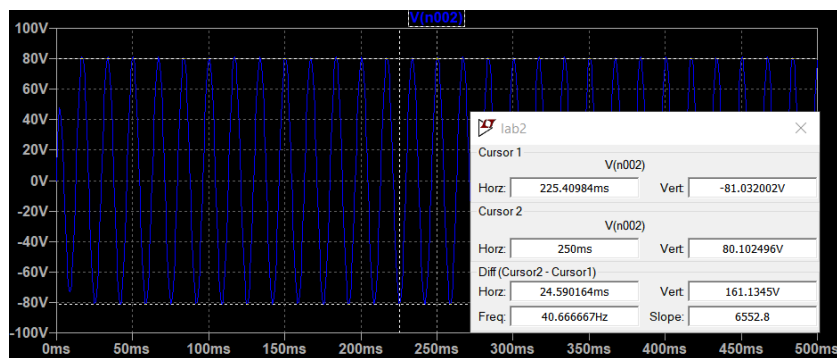 V(n002)
100V
80V
60V
40V
20V
0V
-20V
-40V
-60V
-80V
-100V
0ms 50ms 100ms 150ms 200ms 250ms 300ms 350ms 400ms 450ms 500ms
lab2
Cursor 1
V(n002)
Horz: 225.40984ms Vert: -81.032002V
Cursor 2
V(n002)
Horz: 250ms Vert: 80.102496V
Diff (Cursor2 - Cursor1)
Horz: 24.590164ms Vert: 161.1345V
Freq: 40.666667Hz Slope: 6552.8